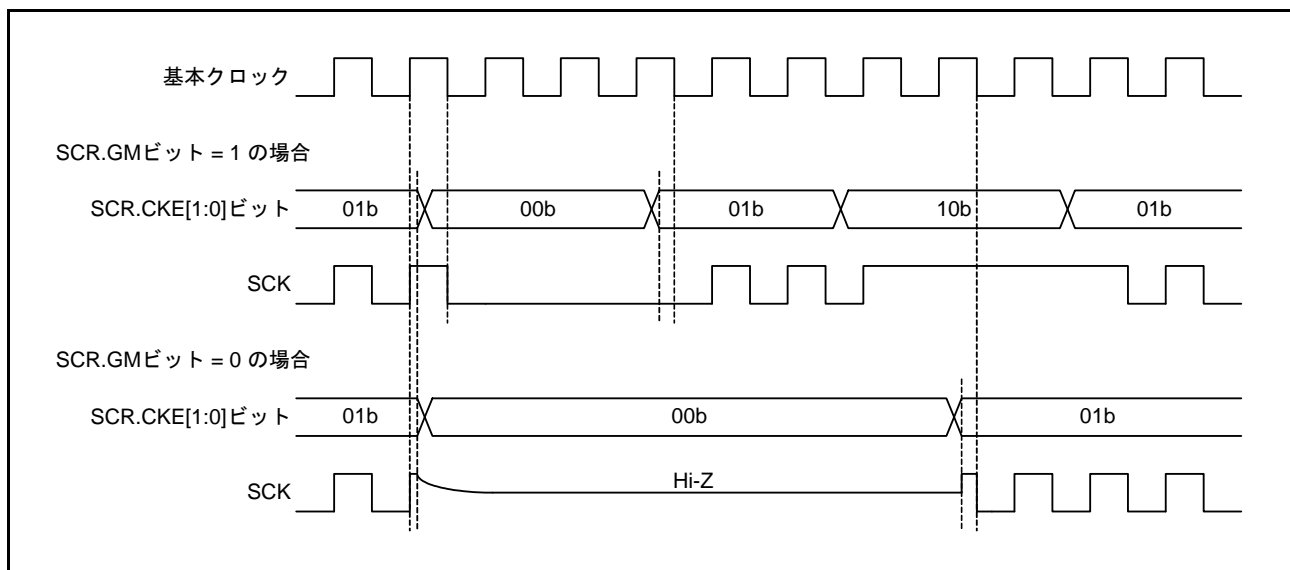 基本クロック
SCR.GMビット = 1 の場合
SCR.CKE[1:0]ビット 01b 00b 01b 10b 01b
SCK
SCR.GMビット = 0 の場合
SCR.CKE[1:0]ビット 01b 00b 01b
SCK Hi-Z